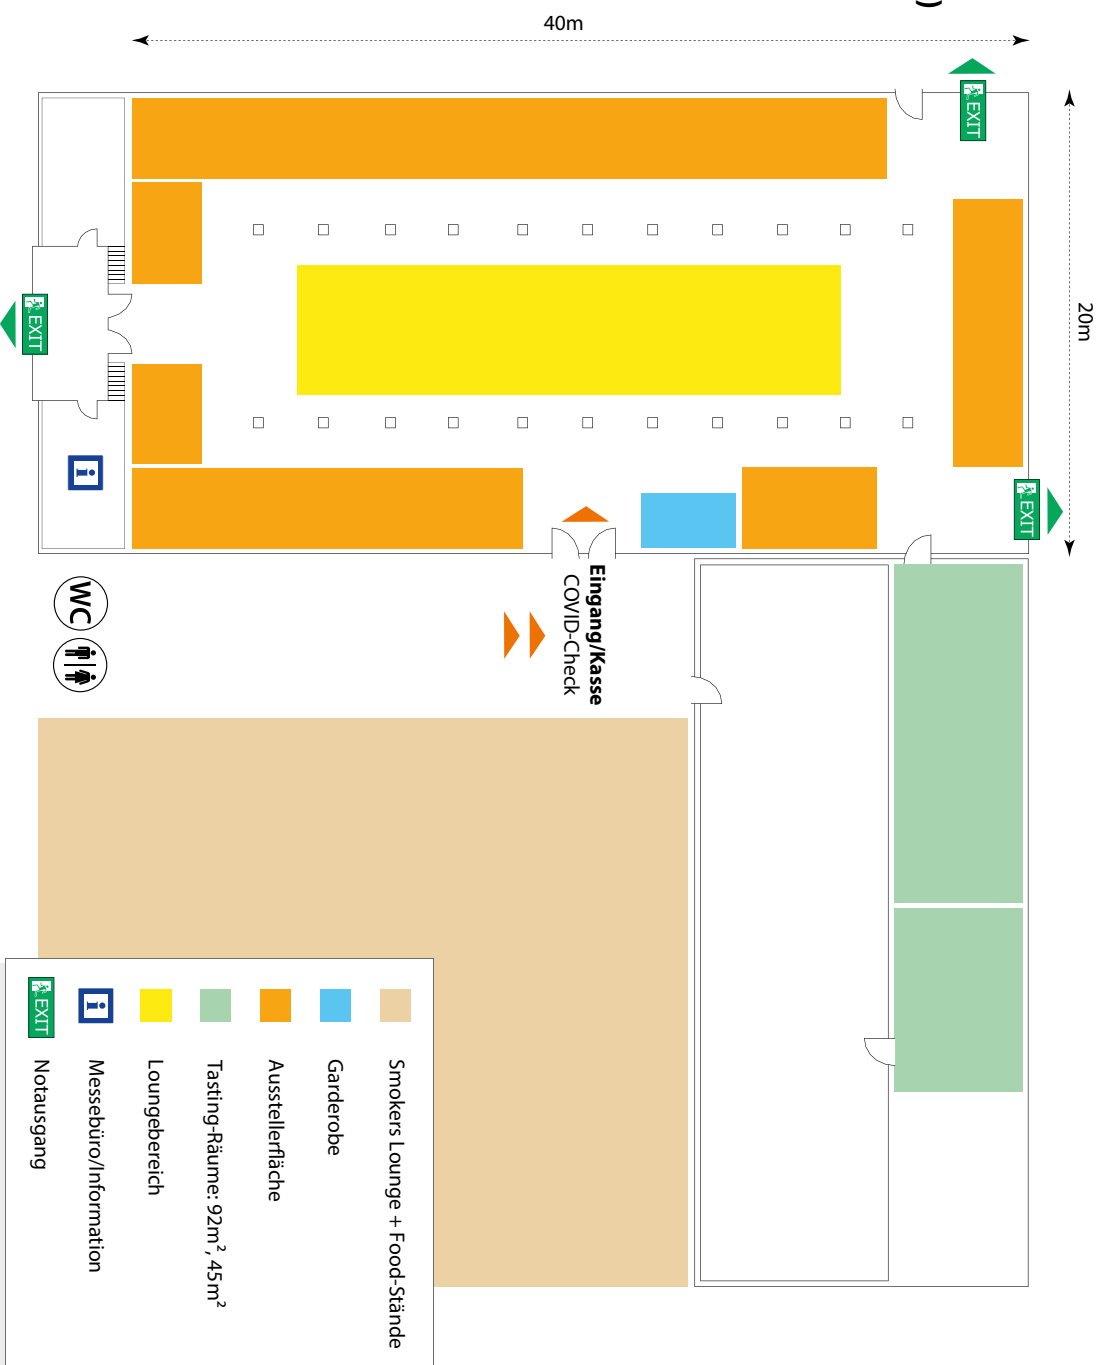 )
40m
EXIT
20m
EXIT
EXIT
i
Eingang/Kasse
COVID-Check
WC
Smokers Lounge + Food-Stände
Garderobe
Ausstellerfläche
Tasting-Räume: 92m², 45m²
Loungebereich
i
Messebüro/Information
EXIT
Notausgang